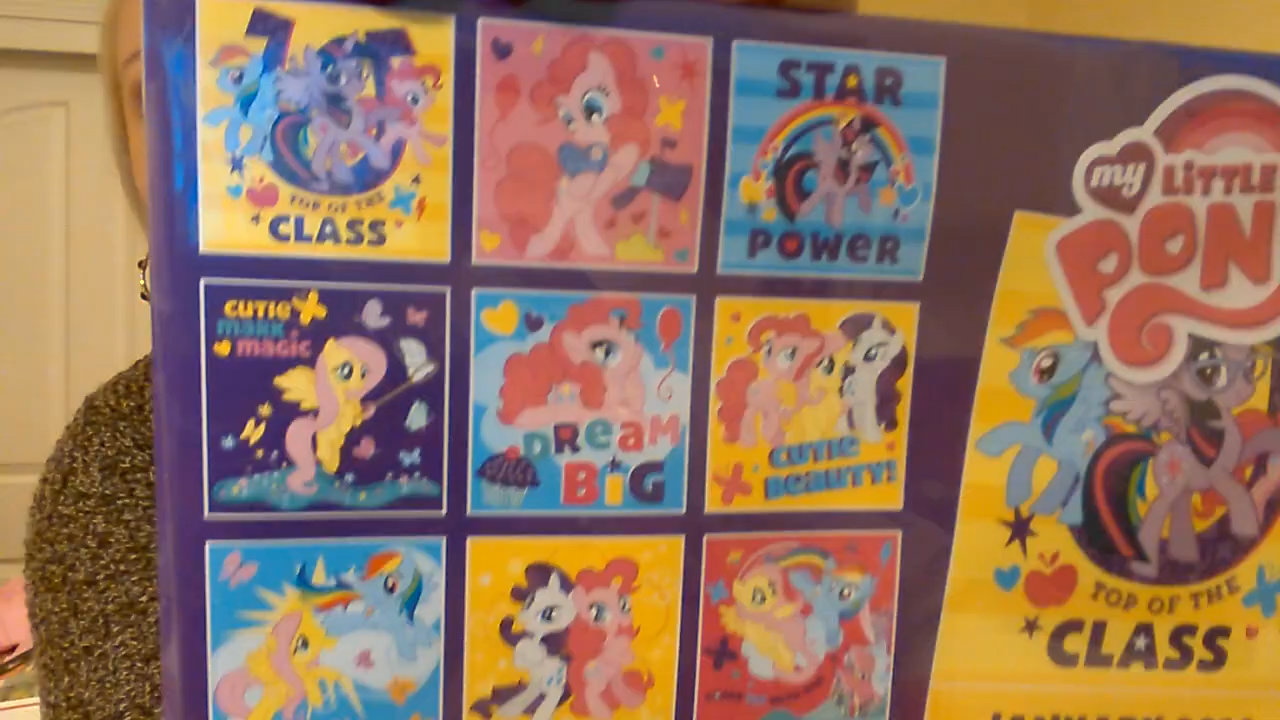 TOP OF THE
CLASS
STAR
POWER
CUTIE
MARK
MAGIC
DREAM
BIG
CUTIE
BEAUTY!
my LITTLE
PON
TOP OF THE
CLASS